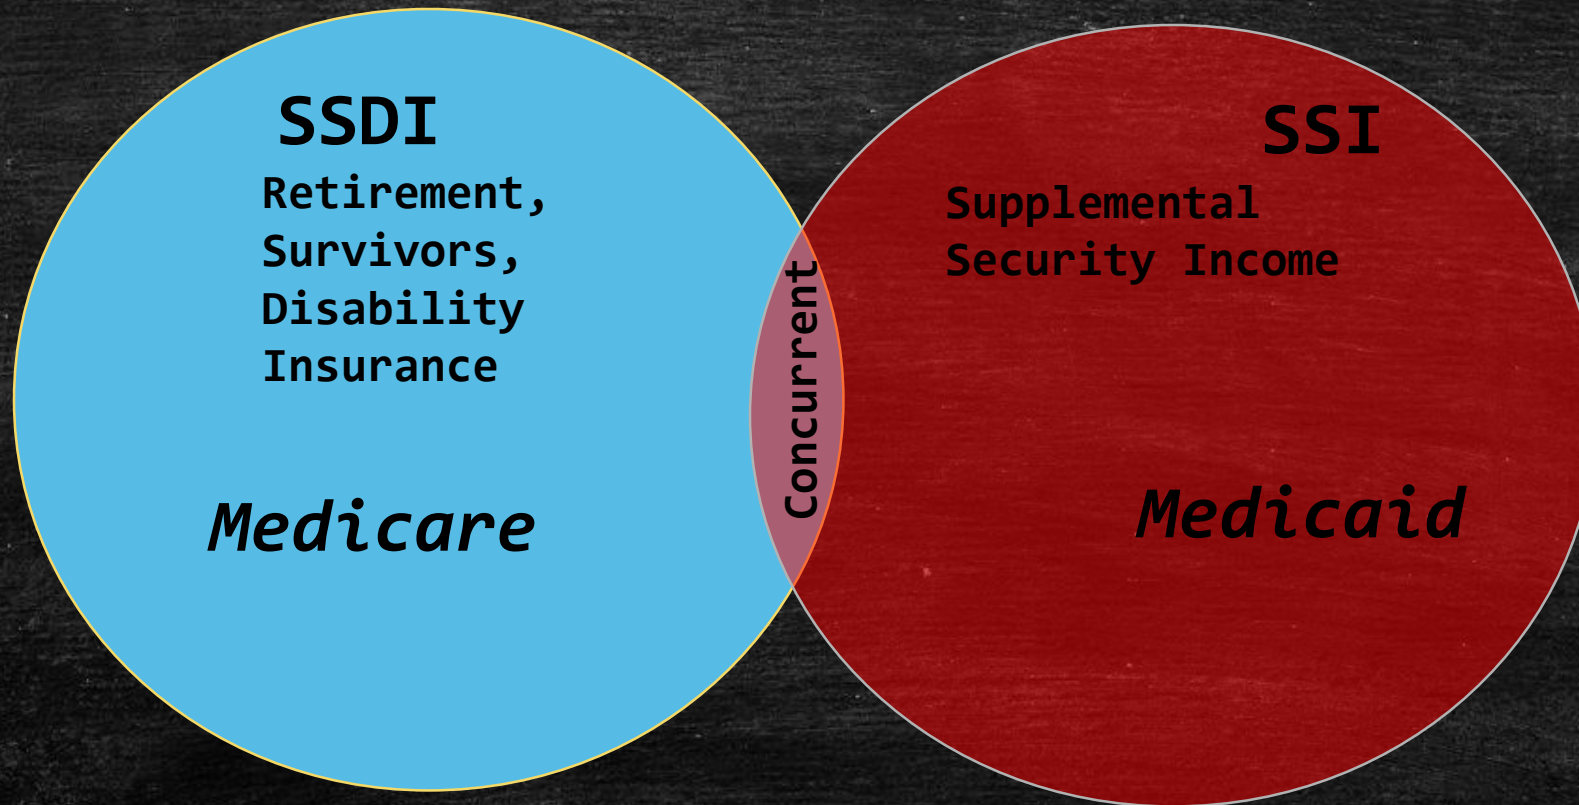 SSDI
Retirement,
Survivors,
Disability
Insurance
Medicare
Concurrent
SSI
Supplemental
Security Income
Medicaid